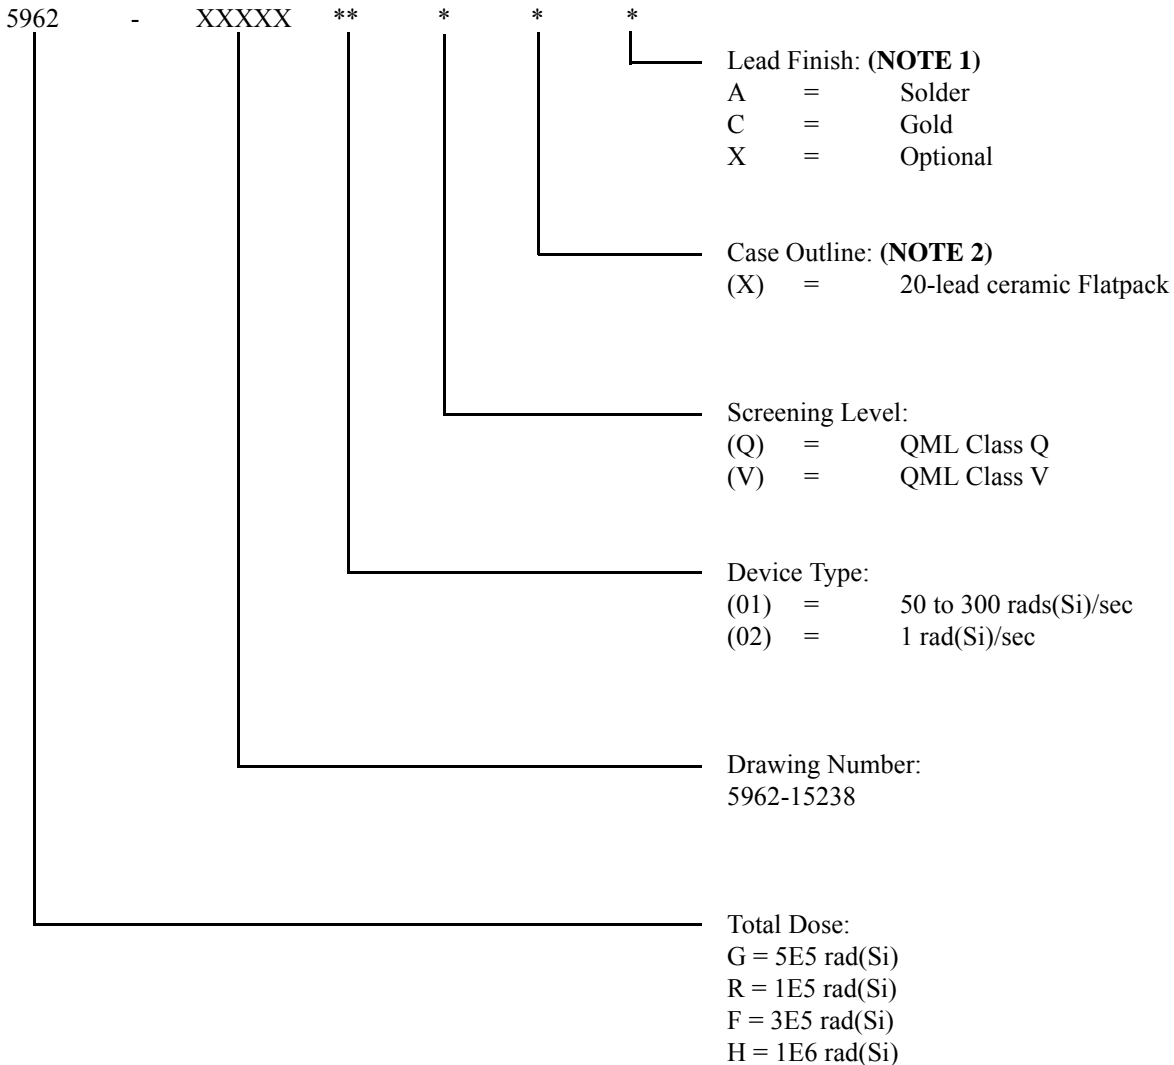 5962 - XXXXX ** * * *
Lead Finish: (NOTE 1)
A = Solder
C = Gold
X = Optional
Case Outline: (NOTE 2)
(X) = 20-lead ceramic Flatpack
Screening Level:
(Q) = QML Class Q
(V) = QML Class V
Device Type:
(01) = 50 to 300 rads(Si)/sec
(02) = 1 rad(Si)/sec
Drawing Number:
5962-15238
Total Dose:
G = 5E5 rad(Si)
R = 1E5 rad(Si)
F = 3E5 rad(Si)
H = 1E6 rad(Si)